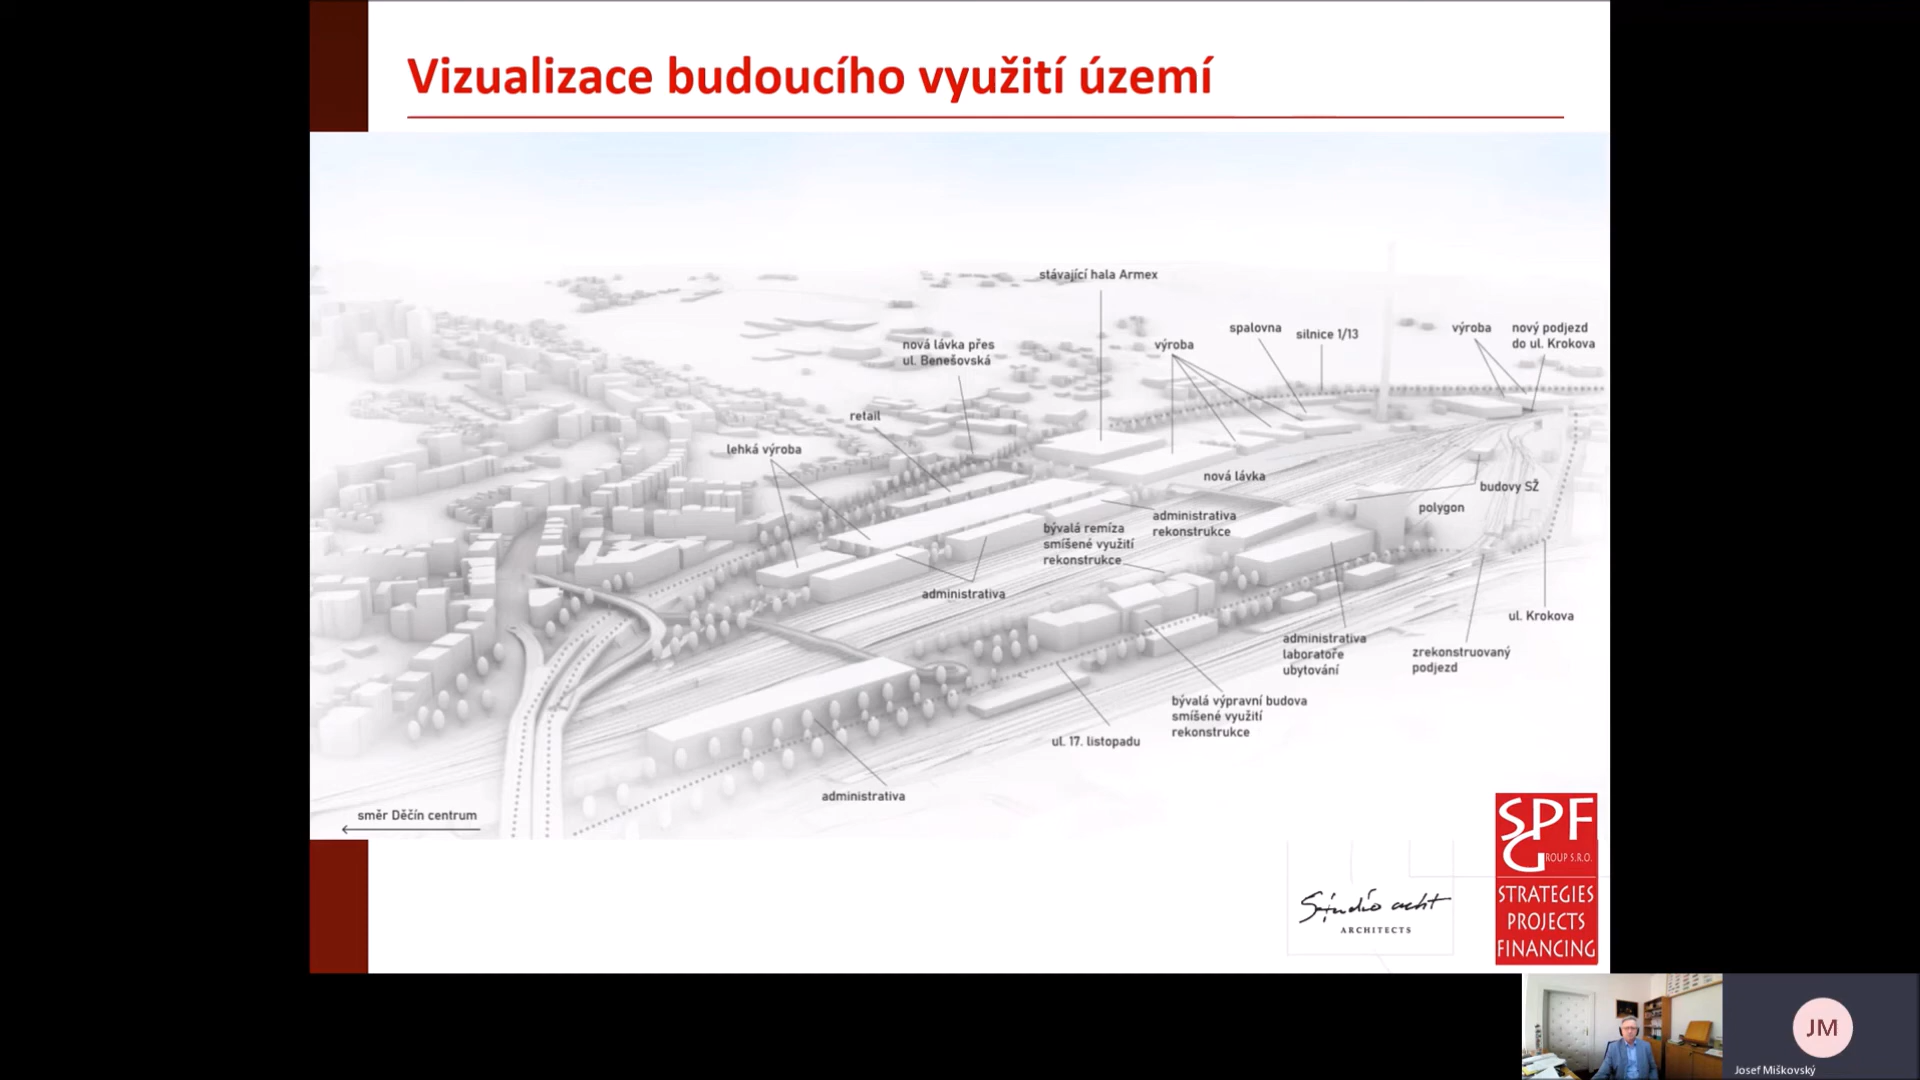 Vizualizace budoucího využití území
stávající hala Armex
spalovna
silnice 1/13
výroba
nový podjezd
do ul. Krokova
nová lávka přes
ul. Benešovská
výroba
retail
lehká výroba
nová lávka
budovy SŽ
polygon
administrativa
rekonstrukce
bývalá remíza
smíšené využití
rekonstrukce
administrativa
ul. Krokova
administrativa
laboratoře
ubytování
zrekonstruovaný
podjezd
bývalá výpravní budova
smíšené využití
rekonstrukce
ul. 17. listopadu
administrativa
směr Děčín centrum
Studio acht
ARCHITECTS
SPF
GROUP S.R.O.
STRATEGIES
PROJECTS
FINANCING
JM
Josef Miškovský